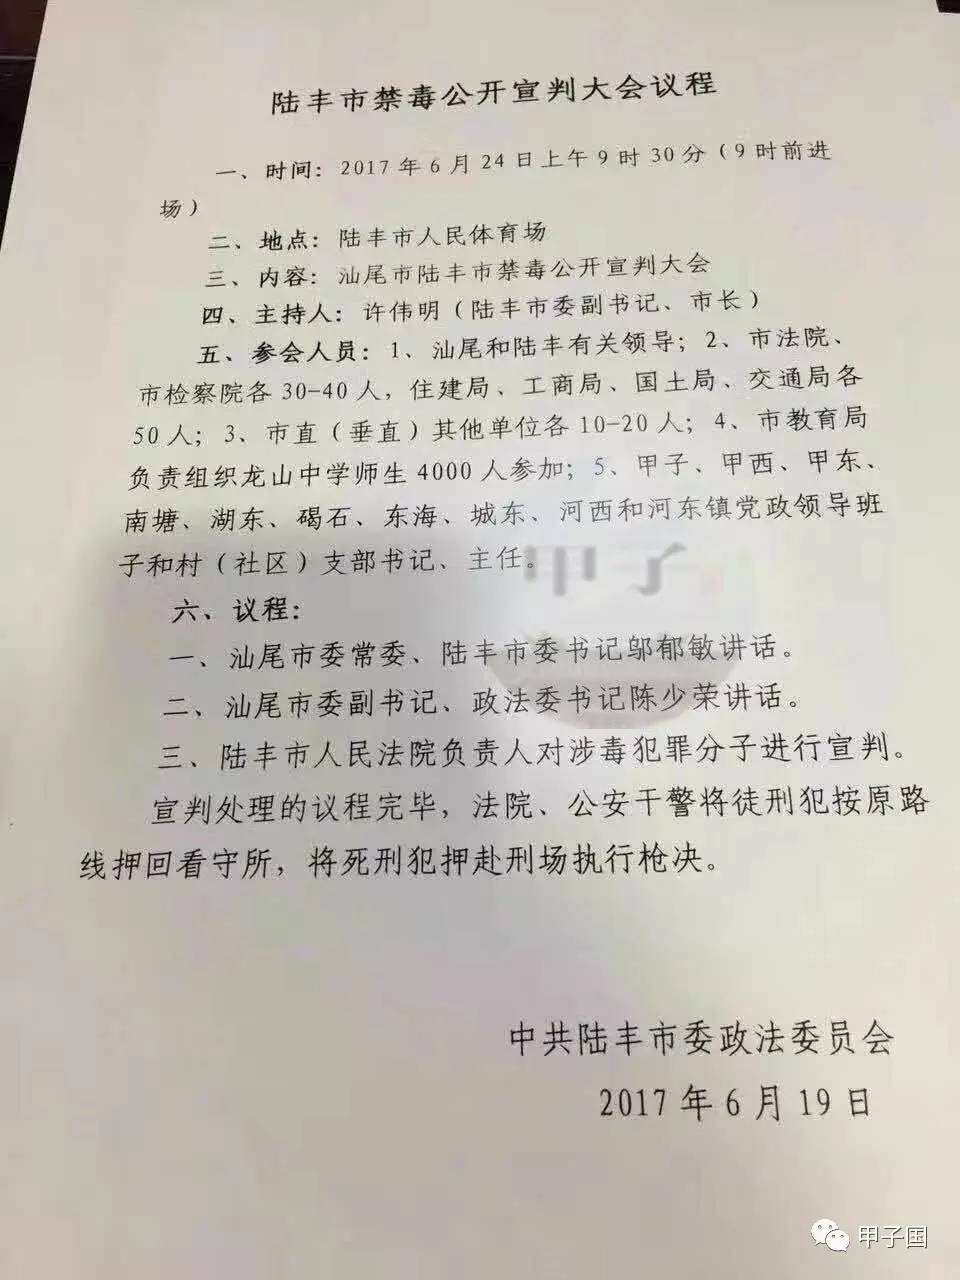 陆丰市禁毒公开宣判大会议程
一、时间：2017年6月24日上午9时30分（9时前进
场）
二、地点：陆丰市人民体育场
三、内容：汕尾市陆丰市禁毒公开宣判大会
四、主持人：许伟明（陆丰市委副书记、市长）
五、参会人员：1、汕尾和陆丰有关领导；2、市法院、
市检察院各30-40人，住建局、工商局、国土局、交通局各
50人；3、市直（垂直）其他单位各10-20人；4、市教育局
负责组织龙山中学师生4000人参加；5、甲子、甲西、甲东、
南塘、湖东、碣石、东海、城东、河西和河东镇党政领导班
子和村（社区）支部书记、主任。
甲子
六、议程：
一、汕尾市委常委、陆丰市委书记邬郁敏讲话。
二、汕尾市委副书记、政法委书记陈少荣讲话。
三、陆丰市人民法院负责人对涉毒犯罪分子进行宣判。
宣判处理的议程完毕，法院、公安干警将徒刑犯按原路
线押回看守所，将死刑犯押赴刑场执行枪决。
中共陆丰市委政法委员会
2017年6月19日
甲子国